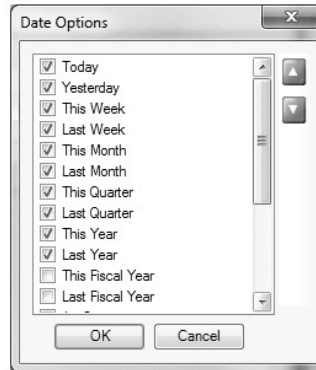 Date Options
Today
Yesterday
This Week
Last Week
This Month
Last Month
This Quarter
Last Quarter
This Year
Last Year
This Fiscal Year
Last Fiscal Year
OK Cancel